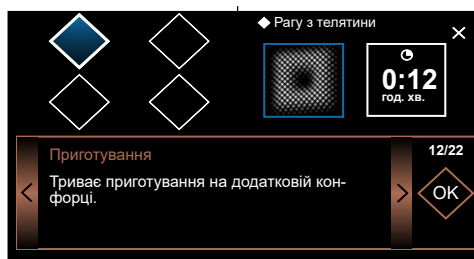 ◆ Рагу з телятини
0:12
год. хв.
Приготування
12/22
Триває приготування на додатковій кон-
форці.
OK